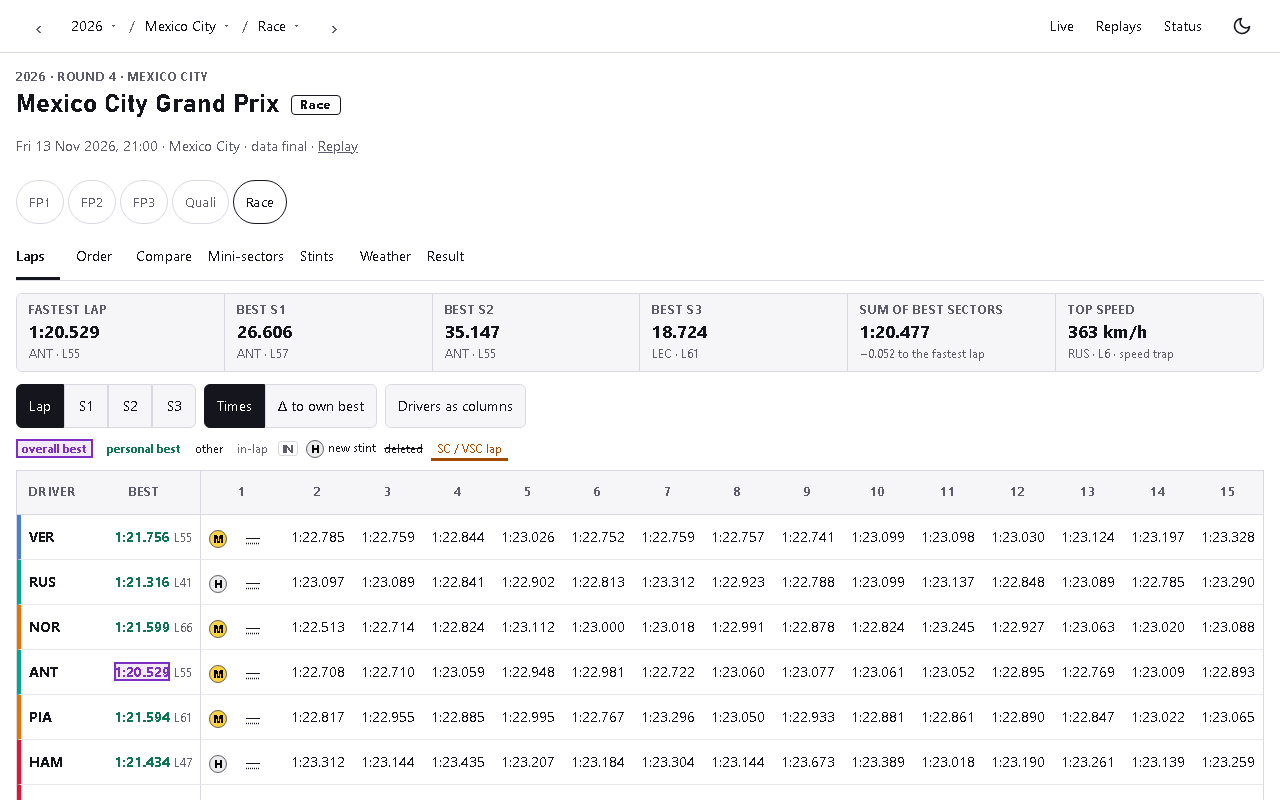 ‹ 2026 / Mexico City / Race ›
Live Replays Status
2026 · ROUND 4 · MEXICO CITY
Mexico City Grand Prix Race
Fri 13 Nov 2026, 21:00 · Mexico City · data final · Replay
FP1 FP2 FP3 Quali Race
Laps Order Compare Mini-sectors Stints Weather Result
FASTEST LAP BEST S1 BEST S2 BEST S3 SUM OF BEST SECTORS TOP SPEED
1:20.529 26.606 35.147 18.724 1:20.477 363 km/h
ANT · L55 ANT · L57 ANT · L55 LEC · L61 −0.052 to the fastest lap RUS · L6 · speed trap
Lap S1 S2 S3 Times Δ to own best Drivers as columns
overall best personal best other in-lap IN H new stint deleted SC / VSC lap
DRIVER BEST 1 2 3 4 5 6 7 8 9 10 11 12 13 14 15
VER 1:21.756 L55 M — 1:22.785 1:22.759 1:22.844 1:23.026 1:22.752 1:22.759 1:22.757 1:22.741 1:23.099 1:23.098 1:23.030 1:23.124 1:23.197 1:23.328
RUS 1:21.316 L41 H — 1:23.097 1:23.089 1:22.841 1:22.902 1:22.813 1:23.312 1:22.923 1:22.788 1:23.099 1:23.137 1:22.848 1:23.089 1:22.785 1:23.290
NOR 1:21.599 L66 M — 1:22.513 1:22.714 1:22.824 1:23.112 1:23.000 1:23.018 1:22.991 1:22.878 1:22.824 1:23.245 1:22.927 1:23.063 1:23.020 1:23.088
ANT 1:20.529 L55 M — 1:22.708 1:22.710 1:23.059 1:22.948 1:22.981 1:22.722 1:23.060 1:23.077 1:23.061 1:23.052 1:22.895 1:22.769 1:23.009 1:22.893
PIA 1:21.594 L61 M — 1:22.817 1:22.955 1:22.885 1:22.995 1:22.767 1:23.296 1:23.050 1:22.933 1:22.881 1:22.861 1:22.890 1:22.847 1:23.022 1:23.065
HAM 1:21.434 L47 H — 1:23.312 1:23.144 1:23.435 1:23.207 1:23.184 1:23.304 1:23.144 1:23.673 1:23.389 1:23.018 1:23.190 1:23.261 1:23.139 1:23.259